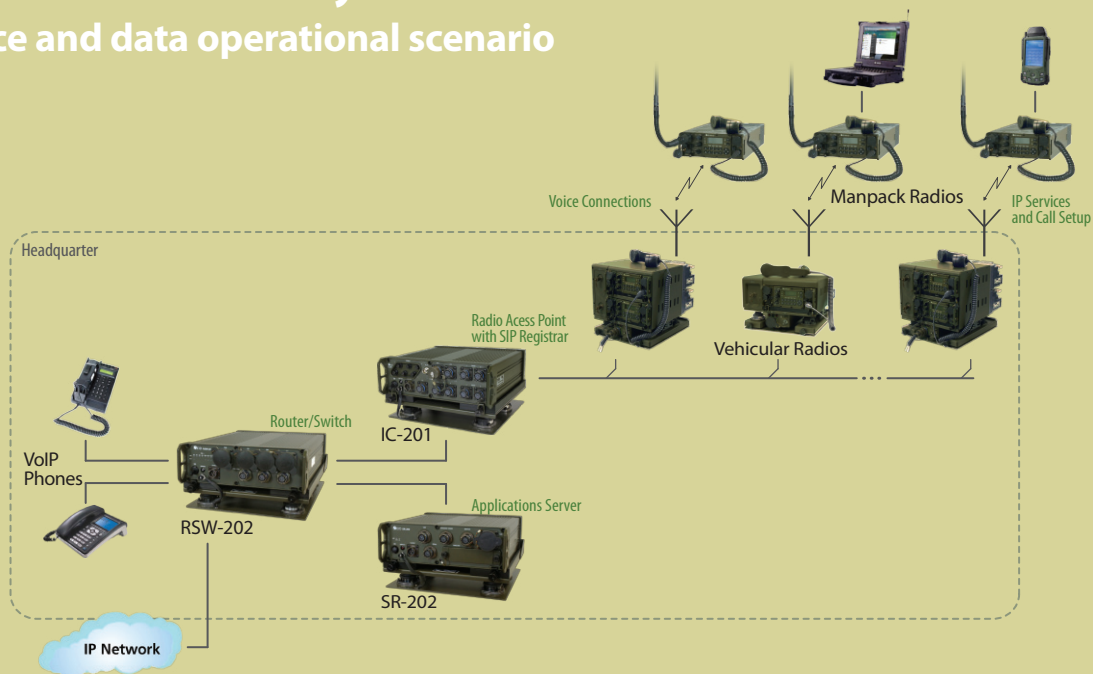 ce and data operational scenario
Voice Connections
Manpack Radios
IP Services
and Call Setup
Headquarter
Radio Acess Point
with SIP Registrar
Vehicular Radios
IC-201
Router/Switch
VoIP
Phones
RSW-202
Applications Server
SR-202
IP Network